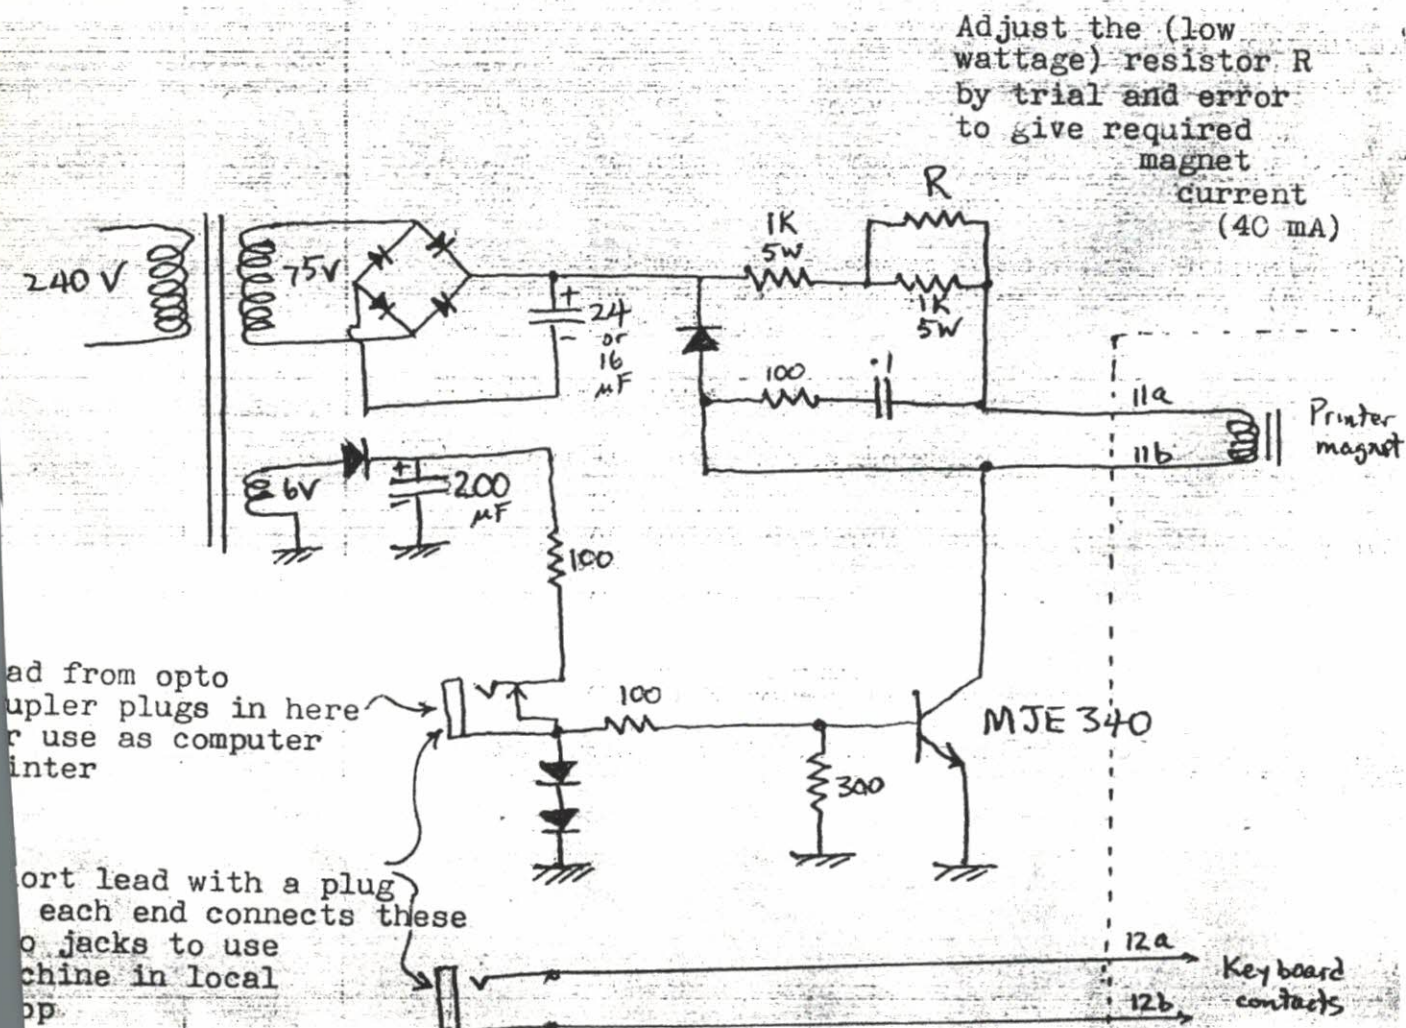 Adjust the (low
wattage) resistor R
by trial and error
to give required
magnet
current
(40 mA)
R
1K
5W
240 V
75V
+
24
or
16
μF
-
1K
5W
100
.1
11a
Printer
magnet
11b
6V
+
200
μF
-
100
ad from opto
upler plugs in here
r use as computer
inter
100
MJE 340
300
ort lead with a plug
each end connects these
o jacks to use
chine in local
op
12a
Keyboard
contacts
12b